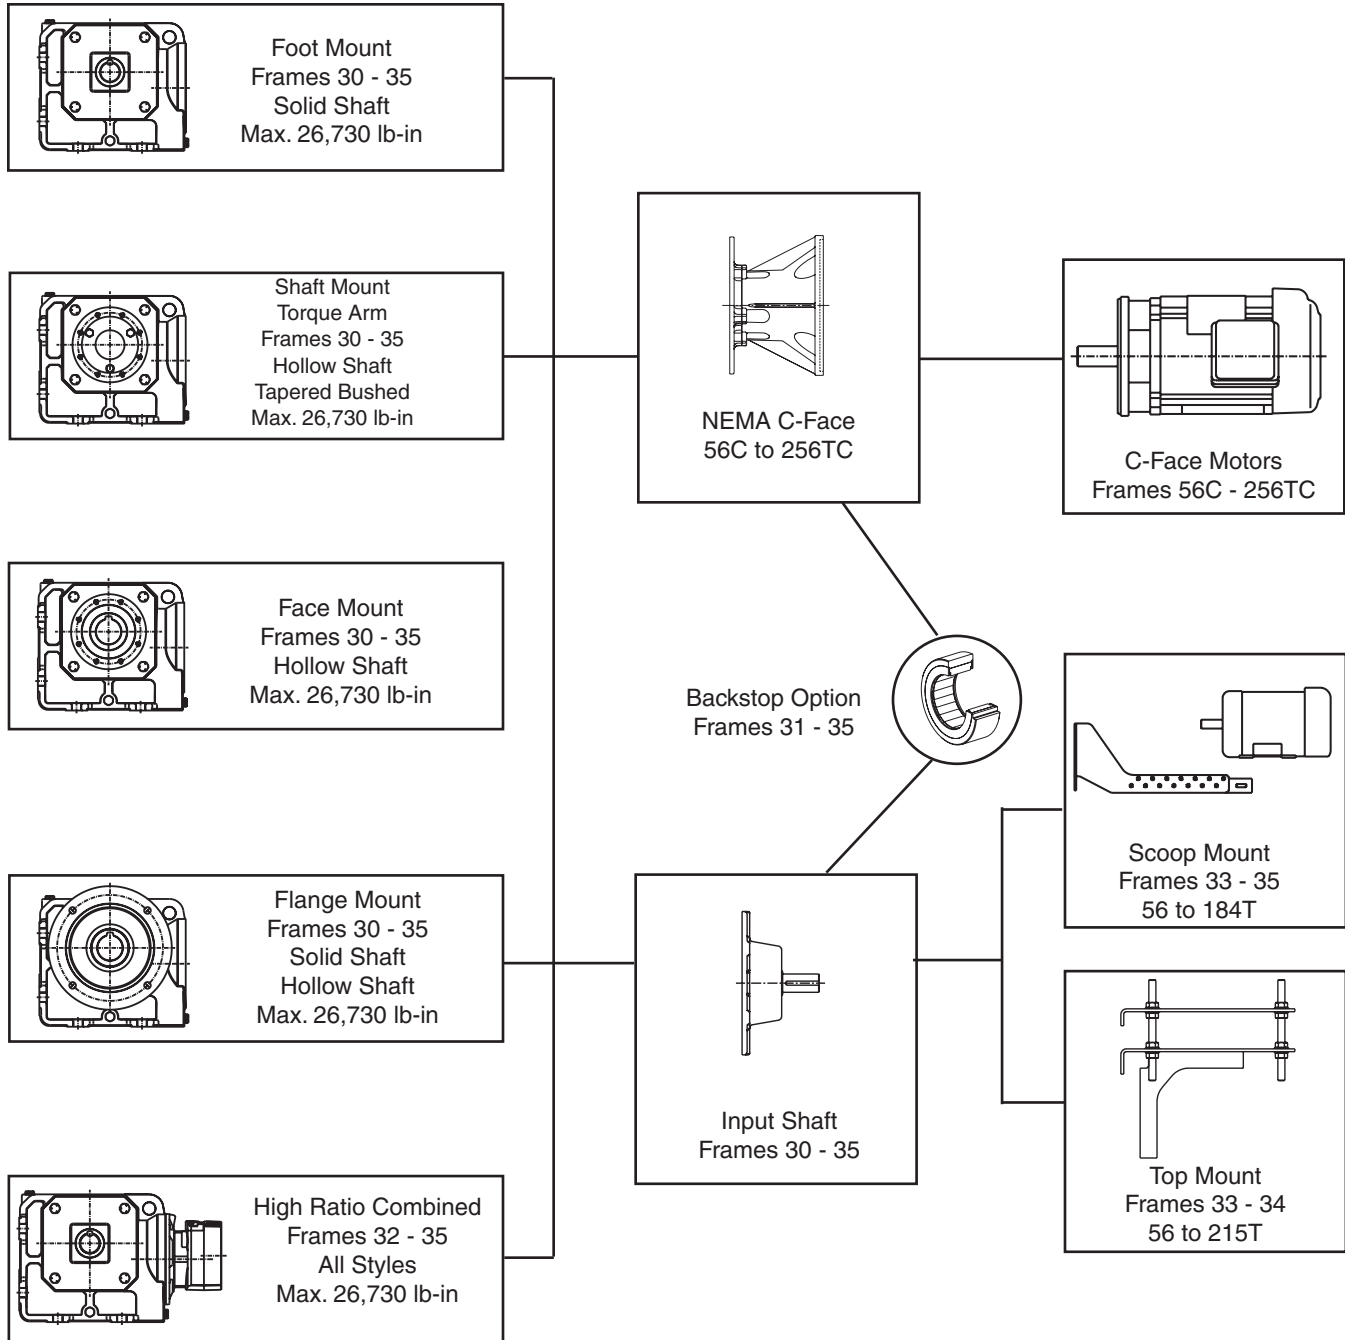 Foot Mount
Frames 30 - 35
Solid Shaft
Max. 26,730 lb-in
Shaft Mount
Torque Arm
Frames 30 - 35
Hollow Shaft
Tapered Bushed
Max. 26,730 lb-in
Face Mount
Frames 30 - 35
Hollow Shaft
Max. 26,730 lb-in
Flange Mount
Frames 30 - 35
Solid Shaft
Hollow Shaft
Max. 26,730 lb-in
High Ratio Combined
Frames 32 - 35
All Styles
Max. 26,730 lb-in
NEMA C-Face
56C to 256TC
Backstop Option
Frames 31 - 35
Input Shaft
Frames 30 - 35
C-Face Motors
Frames 56C - 256TC
Scoop Mount
Frames 33 - 35
56 to 184T
Top Mount
Frames 33 - 34
56 to 215T